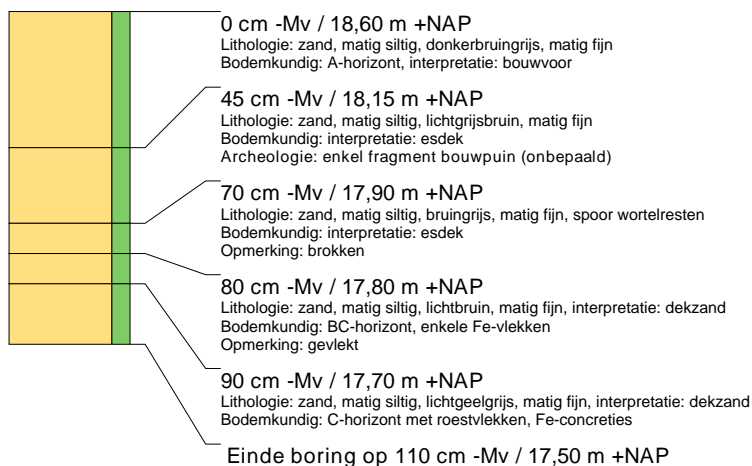 0 cm -Mv / 18,60 m +NAP
Lithologie: zand, matig siltig, donkerbruingrijs, matig fijn
Bodemkundig: A-horizont, interpretatie: bouwvoor
45 cm -Mv / 18,15 m +NAP
Lithologie: zand, matig siltig, lichtgrijsbruin, matig fijn
Bodemkundig: interpretatie: esdek
Archeologie: enkel fragment bouwpuin (onbepaald)
70 cm -Mv / 17,90 m +NAP
Lithologie: zand, matig siltig, bruingrijs, matig fijn, spoor wortelresten
Bodemkundig: interpretatie: esdek
Opmerking: brokken
80 cm -Mv / 17,80 m +NAP
Lithologie: zand, matig siltig, lichtbruin, matig fijn, interpretatie: dekzand
Bodemkundig: BC-horizont, enkele Fe-vlekken
Opmerking: gevlekt
90 cm -Mv / 17,70 m +NAP
Lithologie: zand, matig siltig, lichtgeelgrijs, matig fijn, interpretatie: dekzand
Bodemkundig: C-horizont met roestvlekken, Fe-concreties
Einde boring op 110 cm -Mv / 17,50 m +NAP